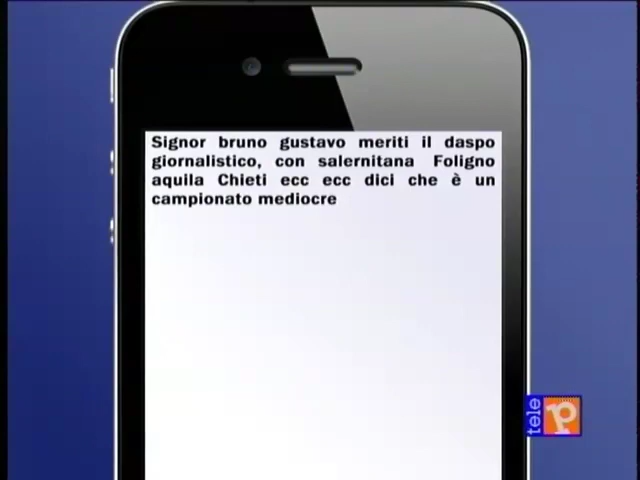 Signor bruno gustavo meriti il daspo
giornalistico, con salernitana Foligno
aquila Chieti ecc ecc dici che è un
campionato mediocre
tele p